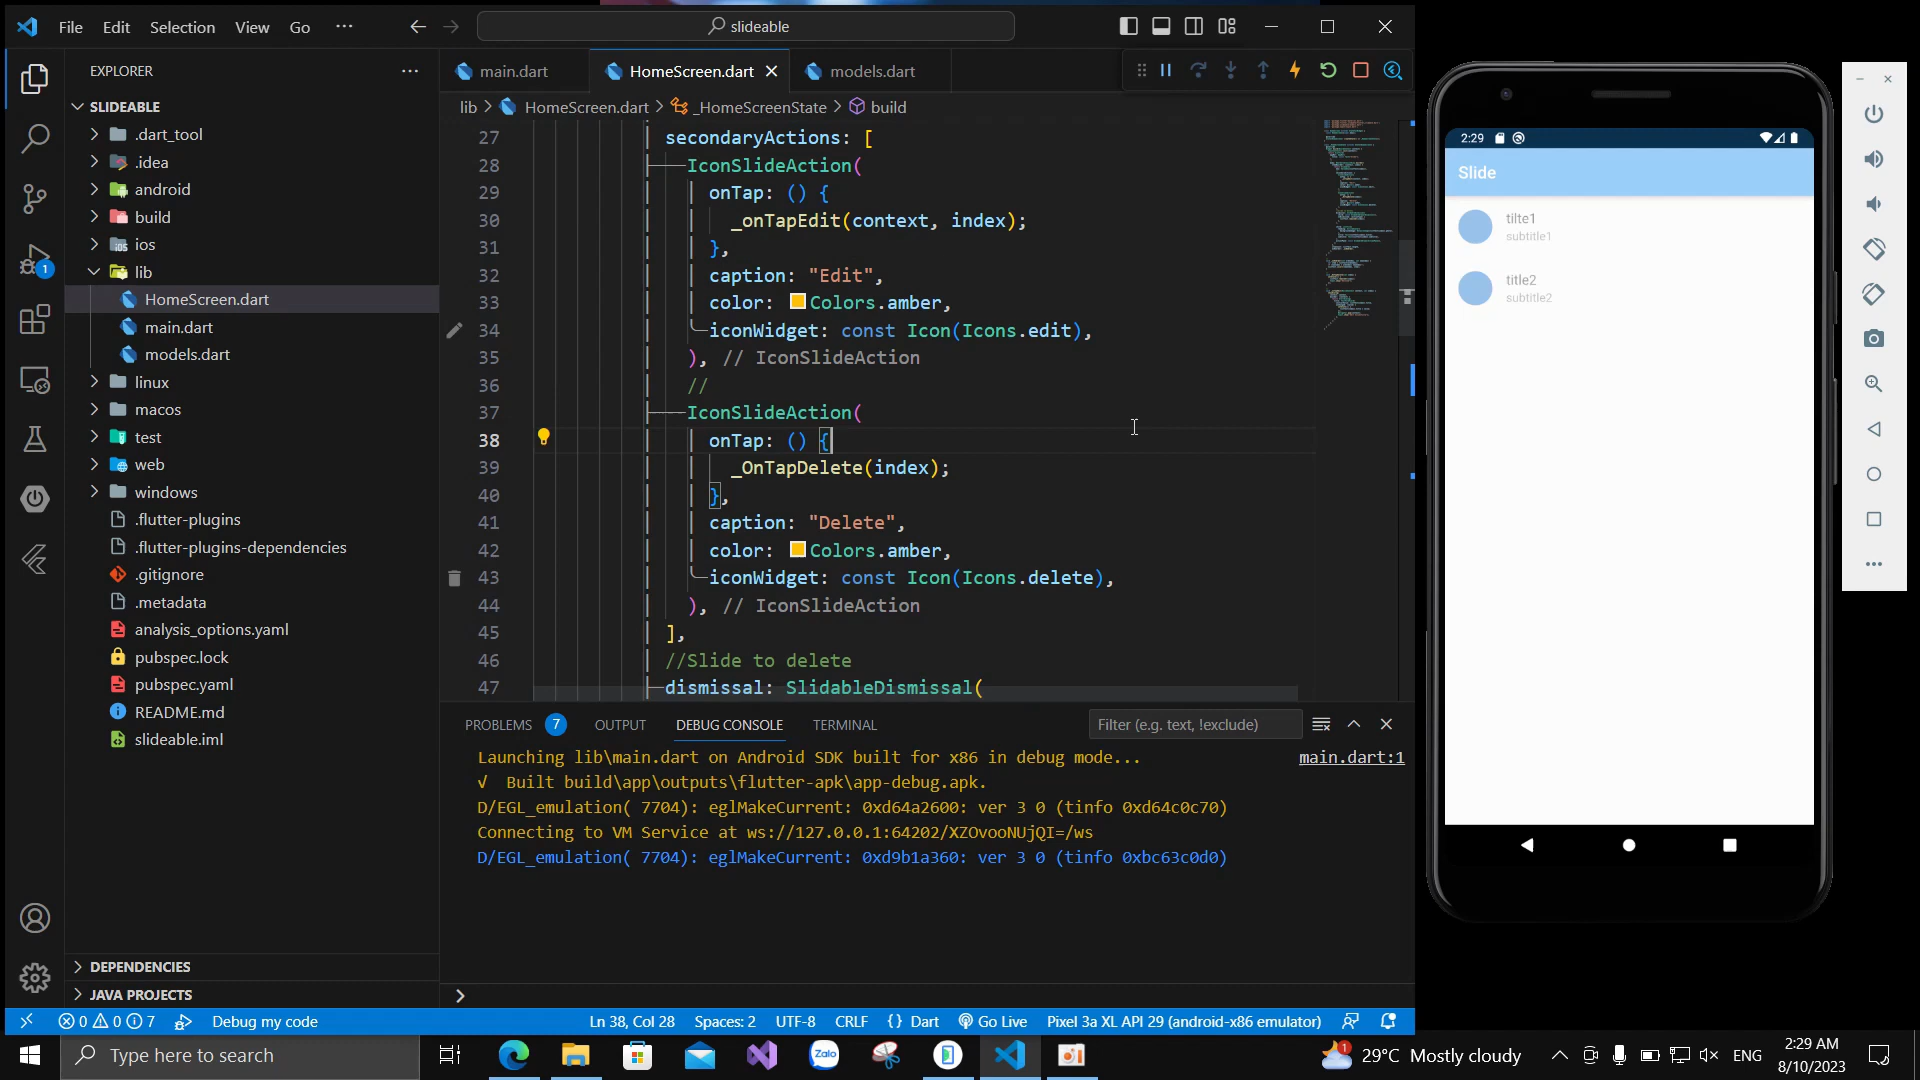 File Edit Selection View Go ···
slideable
EXPLORER
SLIDEABLE
.dart_tool
.idea
android
build
ios
lib
HomeScreen.dart
main.dart
models.dart
linux
macos
test
web
windows
.flutter-plugins
.flutter-plugins-dependencies
.gitignore
.metadata
analysis_options.yaml
pubspec.lock
pubspec.yaml
README.md
slideable.iml
DEPENDENCIES
JAVA PROJECTS
1
main.dart HomeScreen.dart models.dart
lib > HomeScreen.dart > _HomeScreenState > build
27 secondaryActions: [
28 IconSlideAction(
29 onTap: () {
30 _onTapEdit(context, index);
31 },
32 caption: "Edit",
33 color: Colors.amber,
34 iconWidget: const Icon(Icons.edit),
35 ), // IconSlideAction
36 //
37 IconSlideAction(
38 onTap: () {
39 _OnTapDelete(index);
40 },
41 caption: "Delete",
42 color: Colors.amber,
43 iconWidget: const Icon(Icons.delete),
44 ), // IconSlideAction
45 ],
46 //Slide to delete
47 dismissal: SlidableDismissal(
PROBLEMS 7 OUTPUT DEBUG CONSOLE TERMINAL Filter (e.g. text, !exclude)
Launching lib\main.dart on Android SDK built for x86 in debug mode... main.dart:1
√ Built build\app\outputs\flutter-apk\app-debug.apk.
D/EGL_emulation( 7704): eglMakeCurrent: 0xd64a2600: ver 3 0 (tinfo 0xd64c0c70)
Connecting to VM Service at ws://127.0.0.1:64202/XZOvooNUjQI=/ws
D/EGL_emulation( 7704): eglMakeCurrent: 0xd9b1a360: ver 3 0 (tinfo 0xbc63c0d0)
>
0 0 7 Debug my code Ln 38, Col 28 Spaces: 2 UTF-8 CRLF {} Dart Go Live Pixel 3a XL API 29 (android-x86 emulator)
2:29
Slide
tilte1
subtitle1
title2
subtitle2
Type here to search
Zalo
1
29°C Mostly cloudy
ENG
2:29 AM
8/10/2023